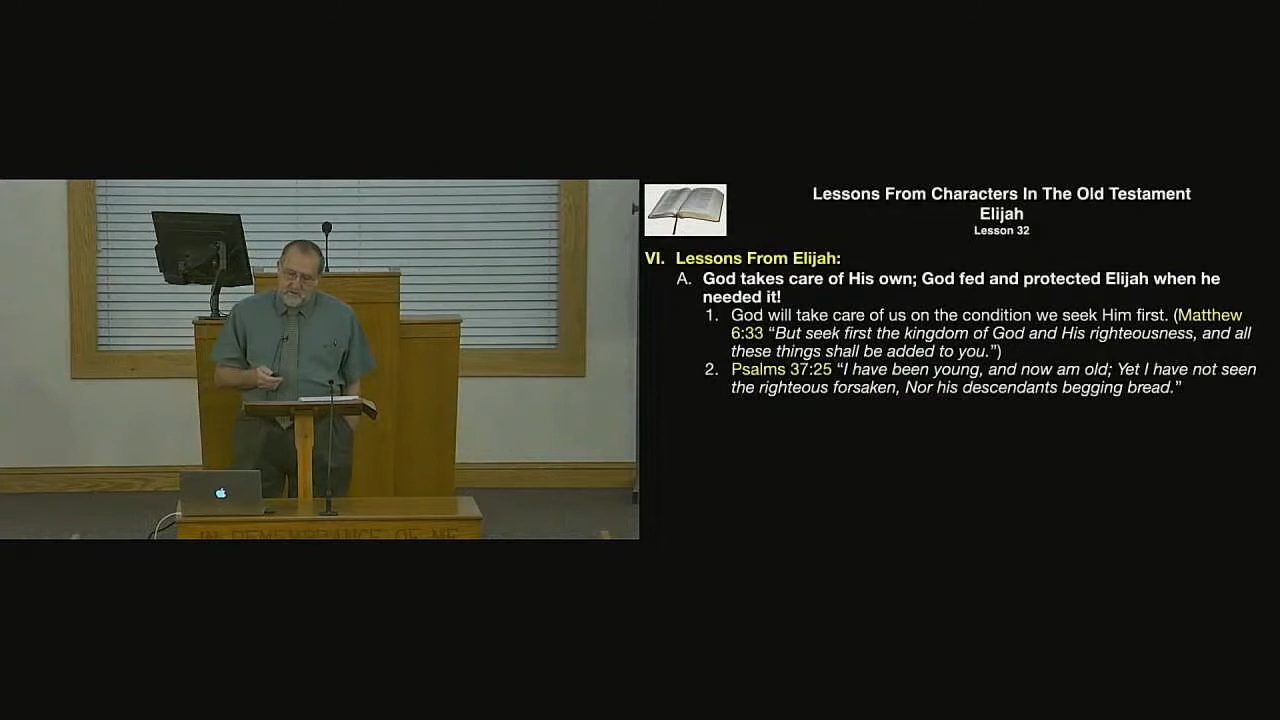 Lessons From Characters In The Old Testament
Elijah
Lesson 32
VI. Lessons From Elijah:
A. God takes care of His own; God fed and protected Elijah when he
needed it!
1. God will take care of us on the condition we seek Him first. (Matthew
6:33 “But seek first the kingdom of God and His righteousness, and all
these things shall be added to you.”)
2. Psalms 37:25 “I have been young, and now am old; Yet I have not seen
the righteous forsaken, Nor his descendants begging bread.”
IN REMEMBRANCE OF ME